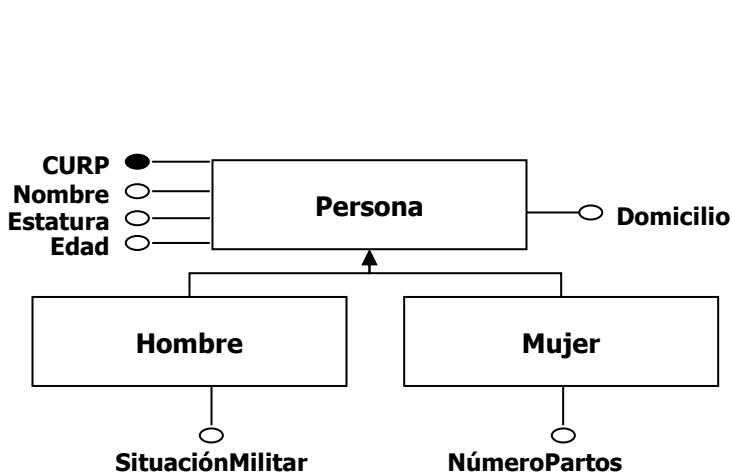 CURP
Nombre
Estatura
Edad
Persona
Domicilio
Hombre
Mujer
SituaciónMilitar
NúmeroPartos